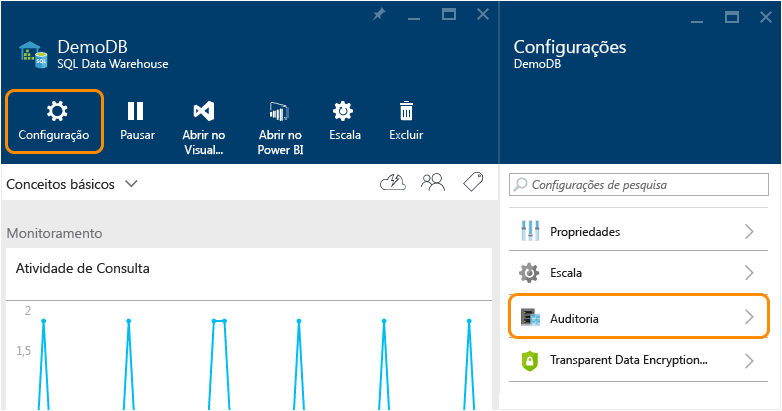 DemoDB
SQL Data Warehouse
Configuração
Pausar
Abrir no
Visual...
Abrir no
Power BI
Escala
Excluir
Conceitos básicos
Monitoramento
Atividade de Consulta
2
1,5
Configurações
DemoDB
Configurações de pesquisa
Propriedades
Escala
Auditoria
Transparent Data Encryption...